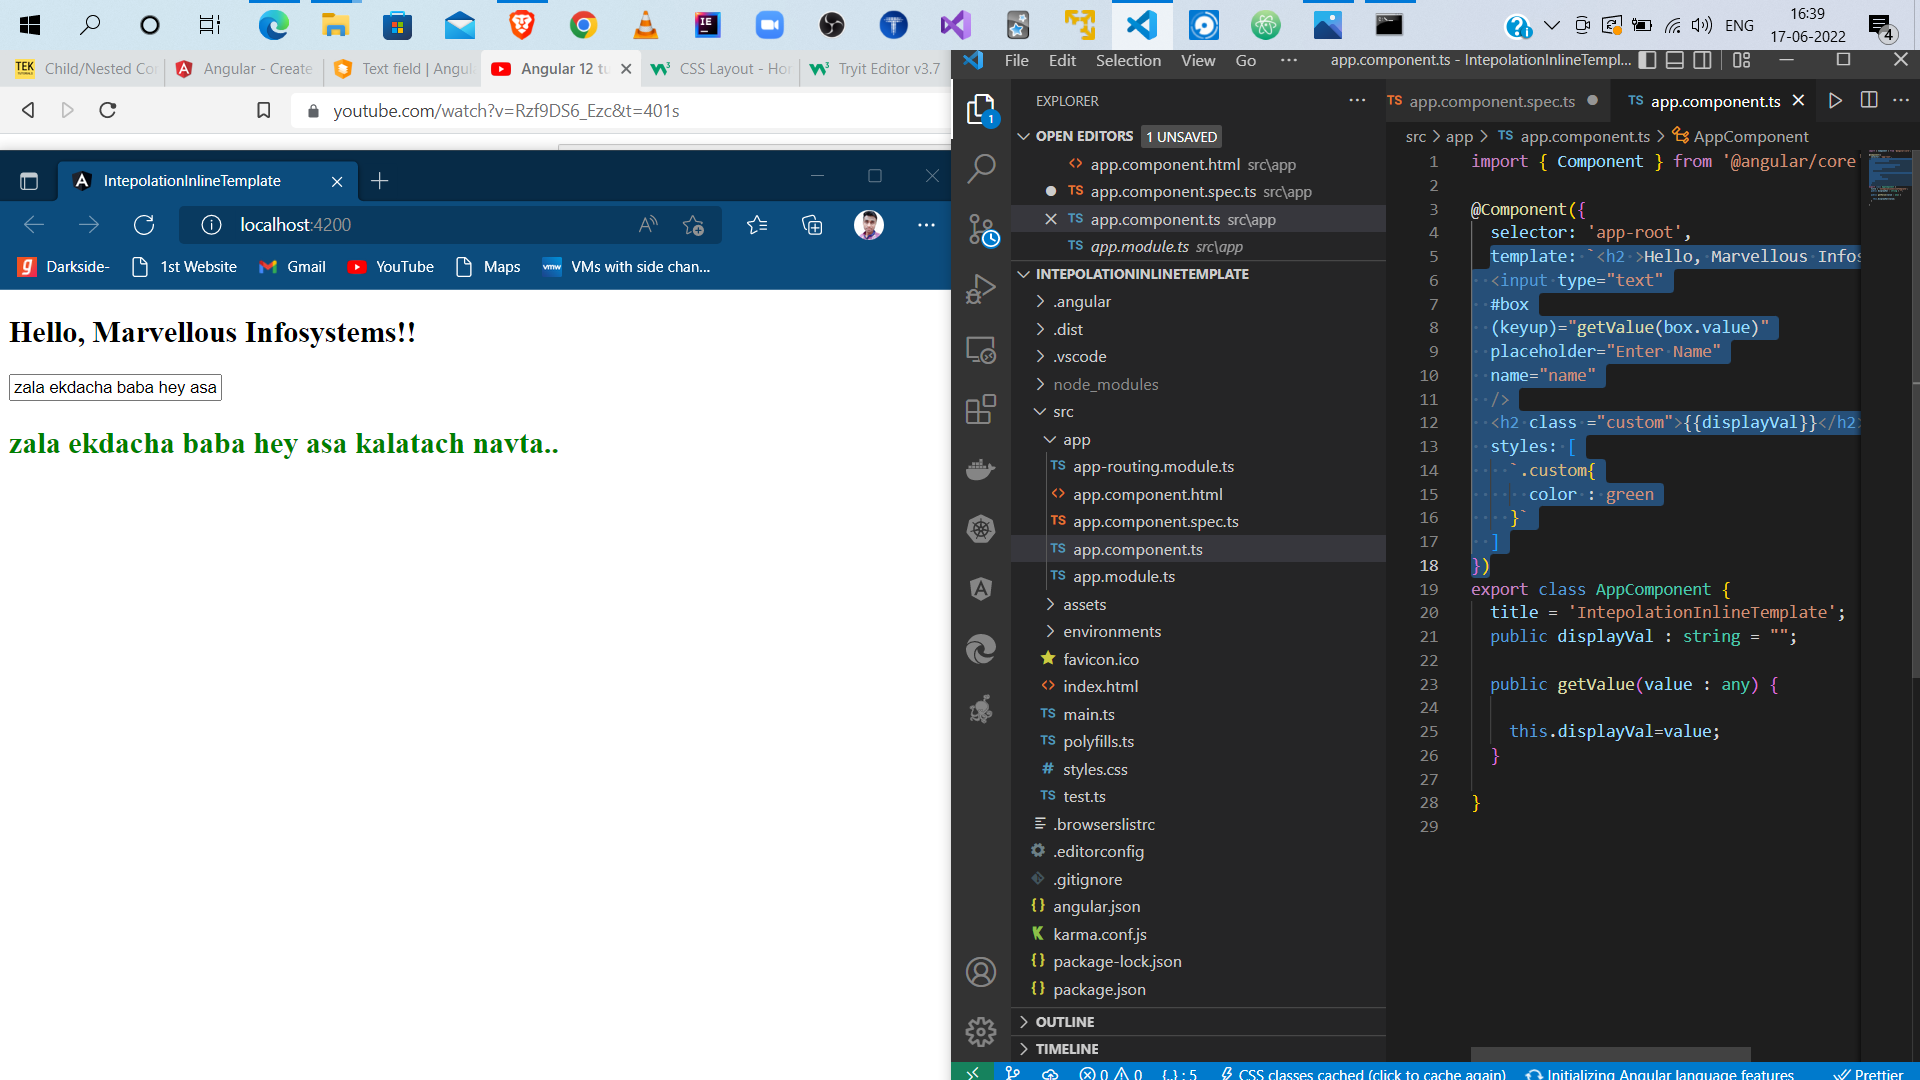 ENG
16:39
17-06-2022
4
Child/Nested Co
Angular - Create
Text field | Angul
Angular 12 tu
CSS Layout - Hor
Tryit Editor v3.7
youtube.com/watch?v=Rzf9DS6_Ezc&t=401s
IntepolationInlineTemplate
localhost:4200
Darkside-
1st Website
Gmail
YouTube
Maps
VMs with side chan...
Hello, Marvellous Infosystems!!
zala ekdacha baba hey asa
zala ekdacha baba hey asa kalatach navta..
File Edit Selection View Go ···
app.component.ts - IntepolationInlineTempl...
EXPLORER
OPEN EDITORS 1 UNSAVED
app.component.html src\app
app.component.spec.ts src\app
app.component.ts src\app
app.module.ts src\app
INTEPOLATIONINLINETEMPLATE
.angular
.dist
.vscode
node_modules
src
app
app-routing.module.ts
app.component.html
app.component.spec.ts
app.component.ts
app.module.ts
assets
environments
favicon.ico
index.html
main.ts
polyfills.ts
styles.css
test.ts
.browserslistrc
.editorconfig
.gitignore
angular.json
karma.conf.js
package-lock.json
package.json
OUTLINE
TIMELINE
TS app.component.spec.ts
TS app.component.ts
src > app > TS app.component.ts > AppComponent
1 import { Component } from '@angular/core'
2
3 @Component({
4 selector: 'app-root',
5 template: `<h2 >Hello, Marvellous Infos
6 <input type="text"
7 #box
8 (keyup)="getValue(box.value)"
9 placeholder="Enter Name"
10 name="name"
11 />
12 <h2 class ="custom">{{displayVal}}</h2>
13 styles: [
14 `.custom{
15 color : green
16 }`
17 ]
18 })
19 export class AppComponent {
20 title = 'IntepolationInlineTemplate';
21 public displayVal : string = "";
22
23 public getValue(value : any) {
24
25 this.displayVal=value;
26 }
27
28 }
29
0 0 {..} : 5 CSS classes cached (click to cache again) Initializing Angular language features Prettier